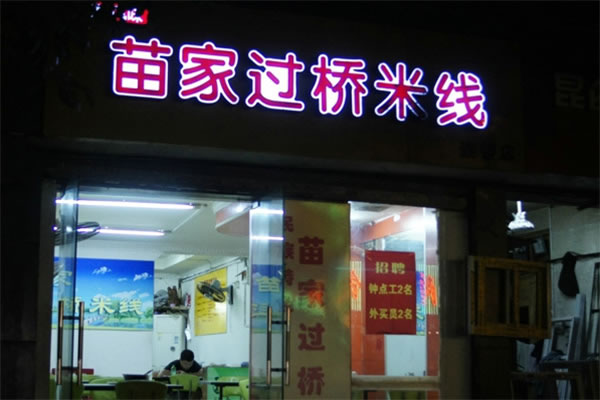 苗家过桥米线
米线
苗家过桥
招聘
钟点工2名
外卖员2名